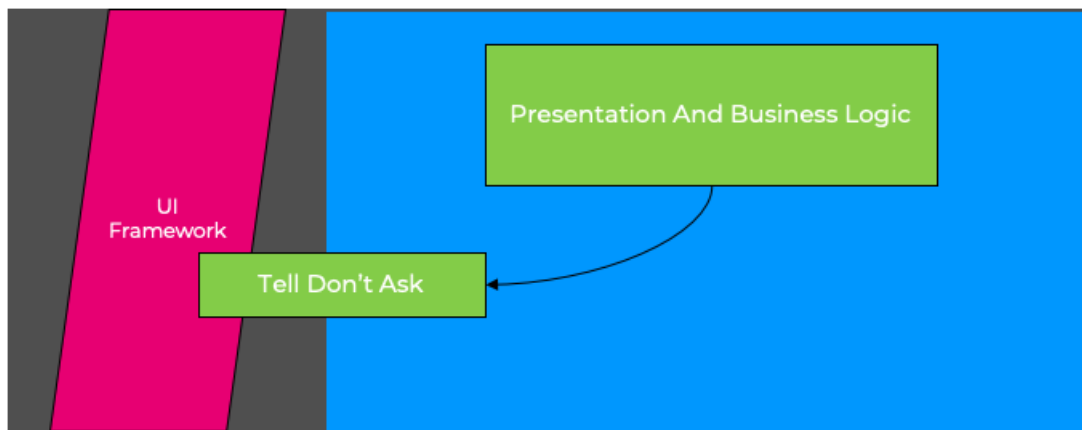 Presentation And Business Logic
UI
Framework
Tell Don’t Ask